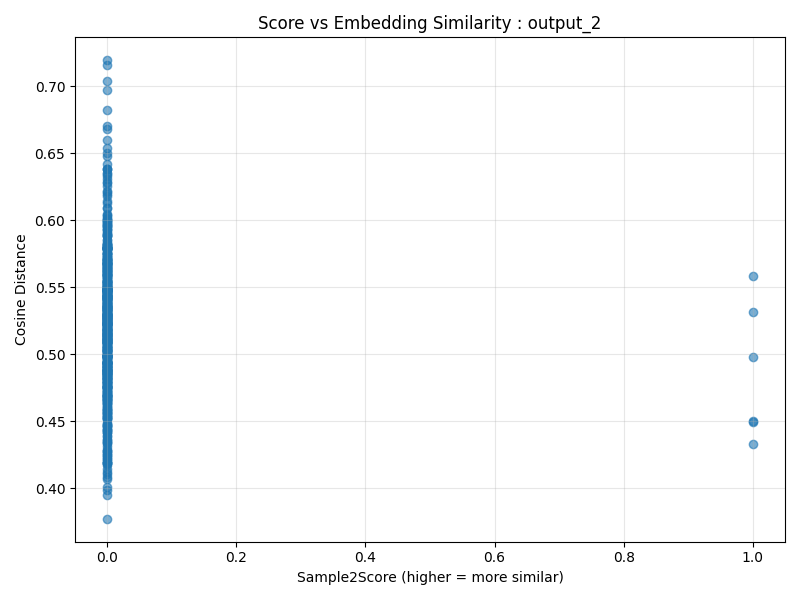 Score vs Embedding Similarity : output_2
Cosine Distance
0.70
0.65
0.60
0.55
0.50
0.45
0.40
0.0 0.2 0.4 0.6 0.8 1.0
Sample2Score (higher = more similar)